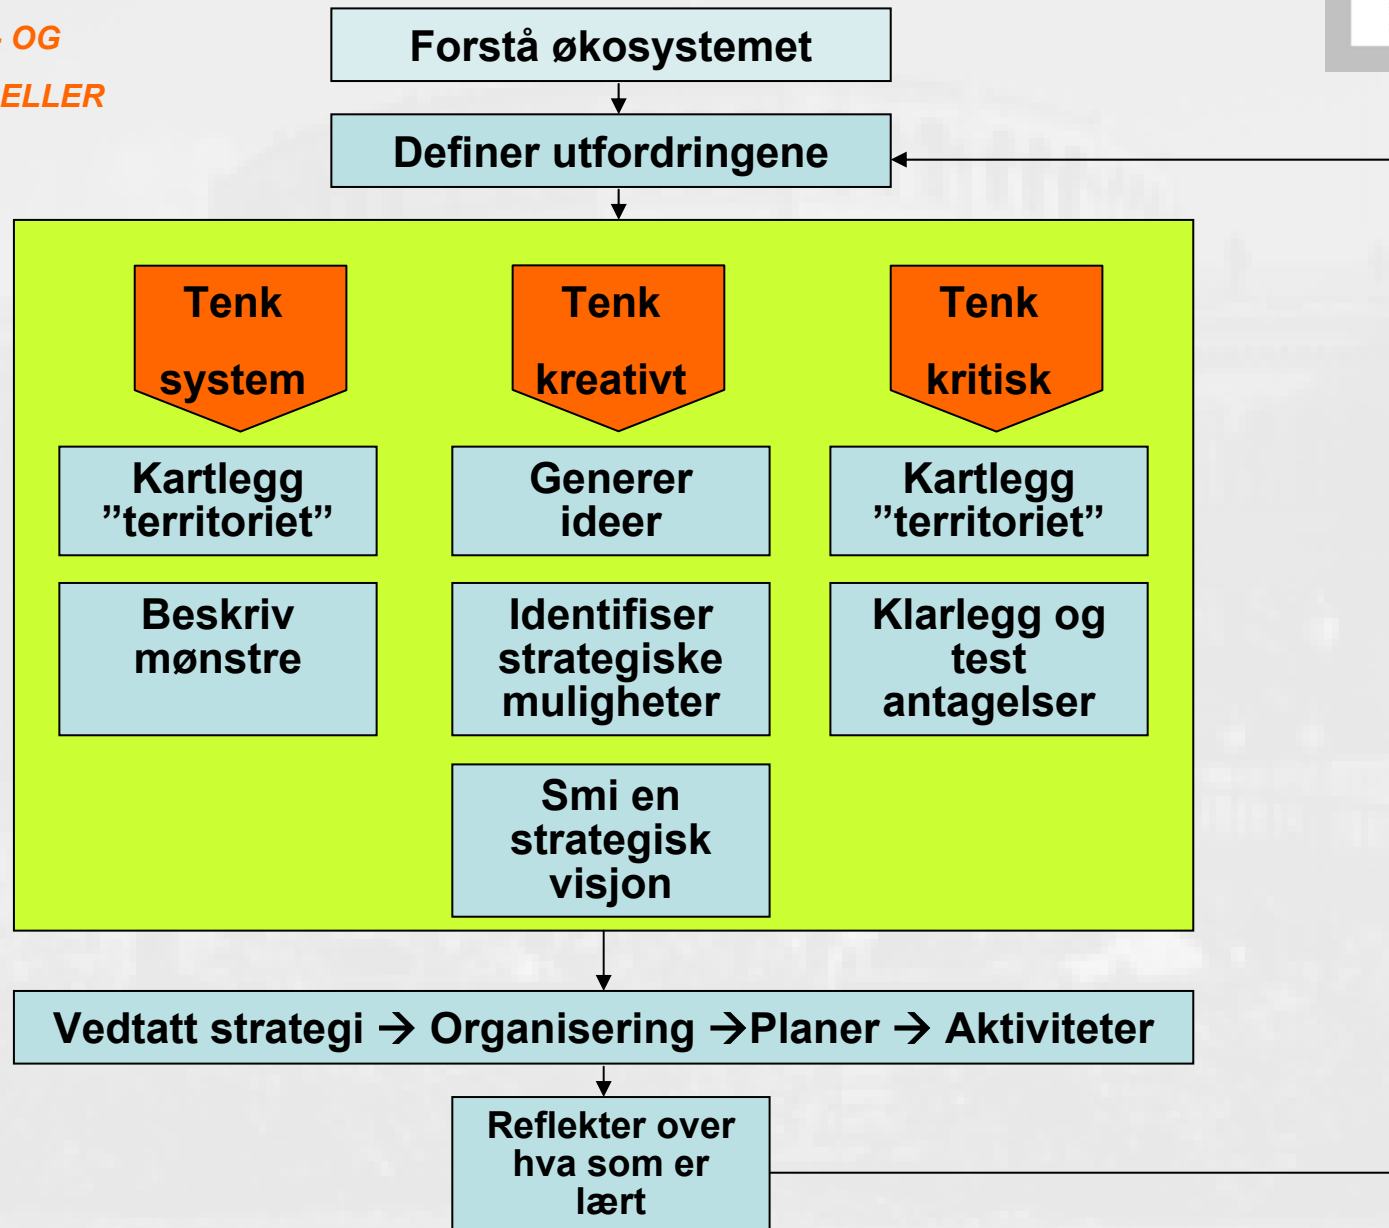 - OG
ELLER
Forstå økosystemet
Definer utfordringene
Tenk
system
Tenk
kreativt
Tenk
kritisk
Kartlegg
”territoriet”
Generer
ideer
Kartlegg
”territoriet”
Beskriv
mønstre
Identifiser
strategiske
muligheter
Klarlegg og
test
antagelser
Smi en
strategisk
visjon
Vedtatt strategi → Organisering →Planer → Aktiviteter
Reflekter over
hva som er
lært